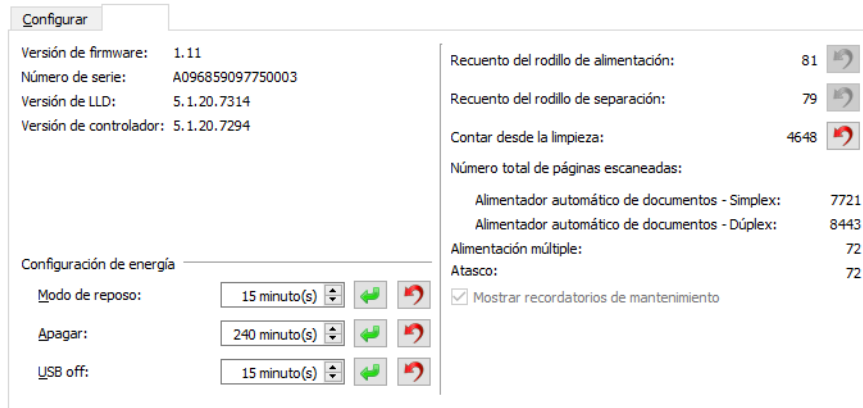 Configurar
Versión de firmware: 1.11
Número de serie: A096859097750003
Versión de LLD: 5.1.20.7314
Versión de controlador: 5.1.20.7294
Configuración de energía
Modo de reposo: 15 minuto(s)
Apagar: 240 minuto(s)
USB off: 15 minuto(s)
Recuento del rodillo de alimentación: 81
Recuento del rodillo de separación: 79
Contar desde la limpieza: 4648
Número total de páginas escaneadas:
Alimentador automático de documentos - Simplex: 7721
Alimentador automático de documentos - Dúplex: 8443
Alimentación múltiple: 72
Atasco: 72
Mostrar recordatorios de mantenimiento